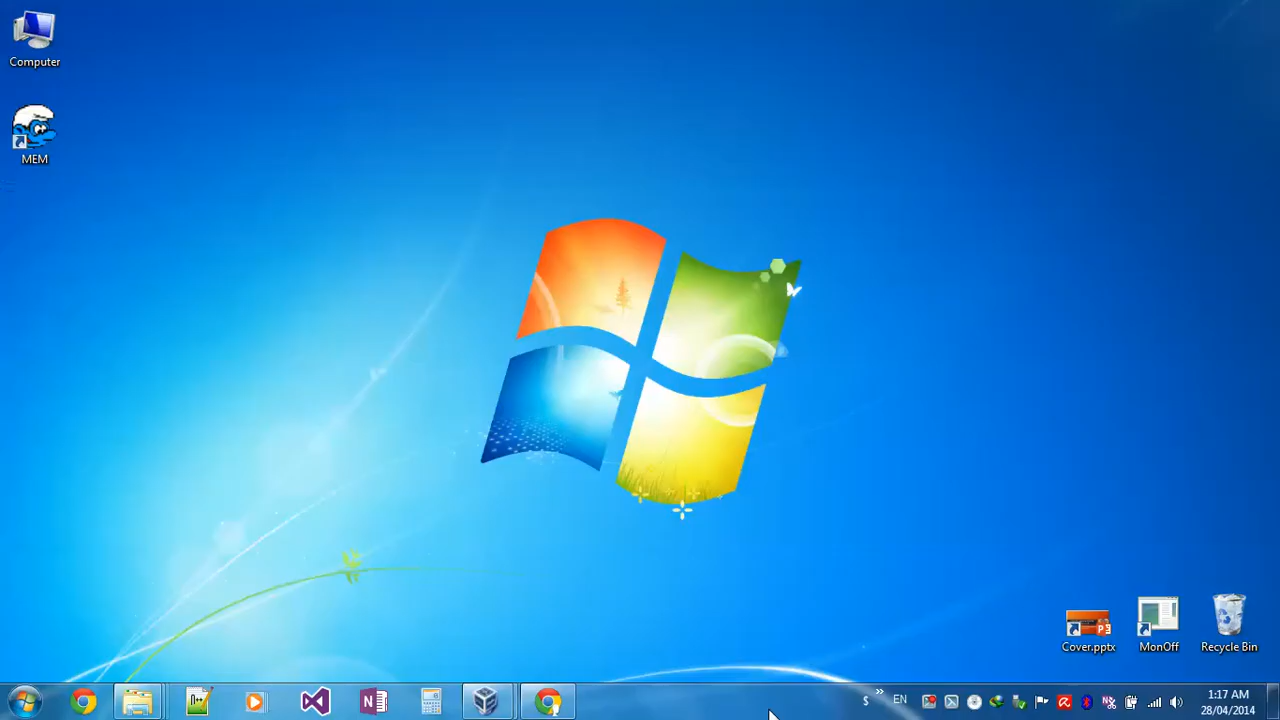 Computer
MEM
Cover.pptx
MonOff
Recycle Bin
$
»
EN
1:17 AM
28/04/2014